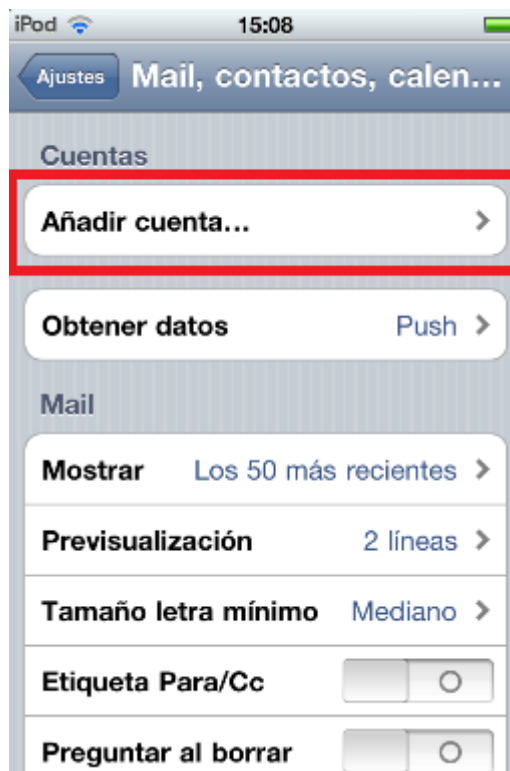 iPod 15:08
Ajustes Mail, contactos, calen...
Cuentas
Añadir cuenta...
Obtener datos Push
Mail
Mostrar Los 50 más recientes
Previsualización 2 líneas
Tamaño letra mínimo Mediano
Etiqueta Para/Cc
Preguntar al borrar